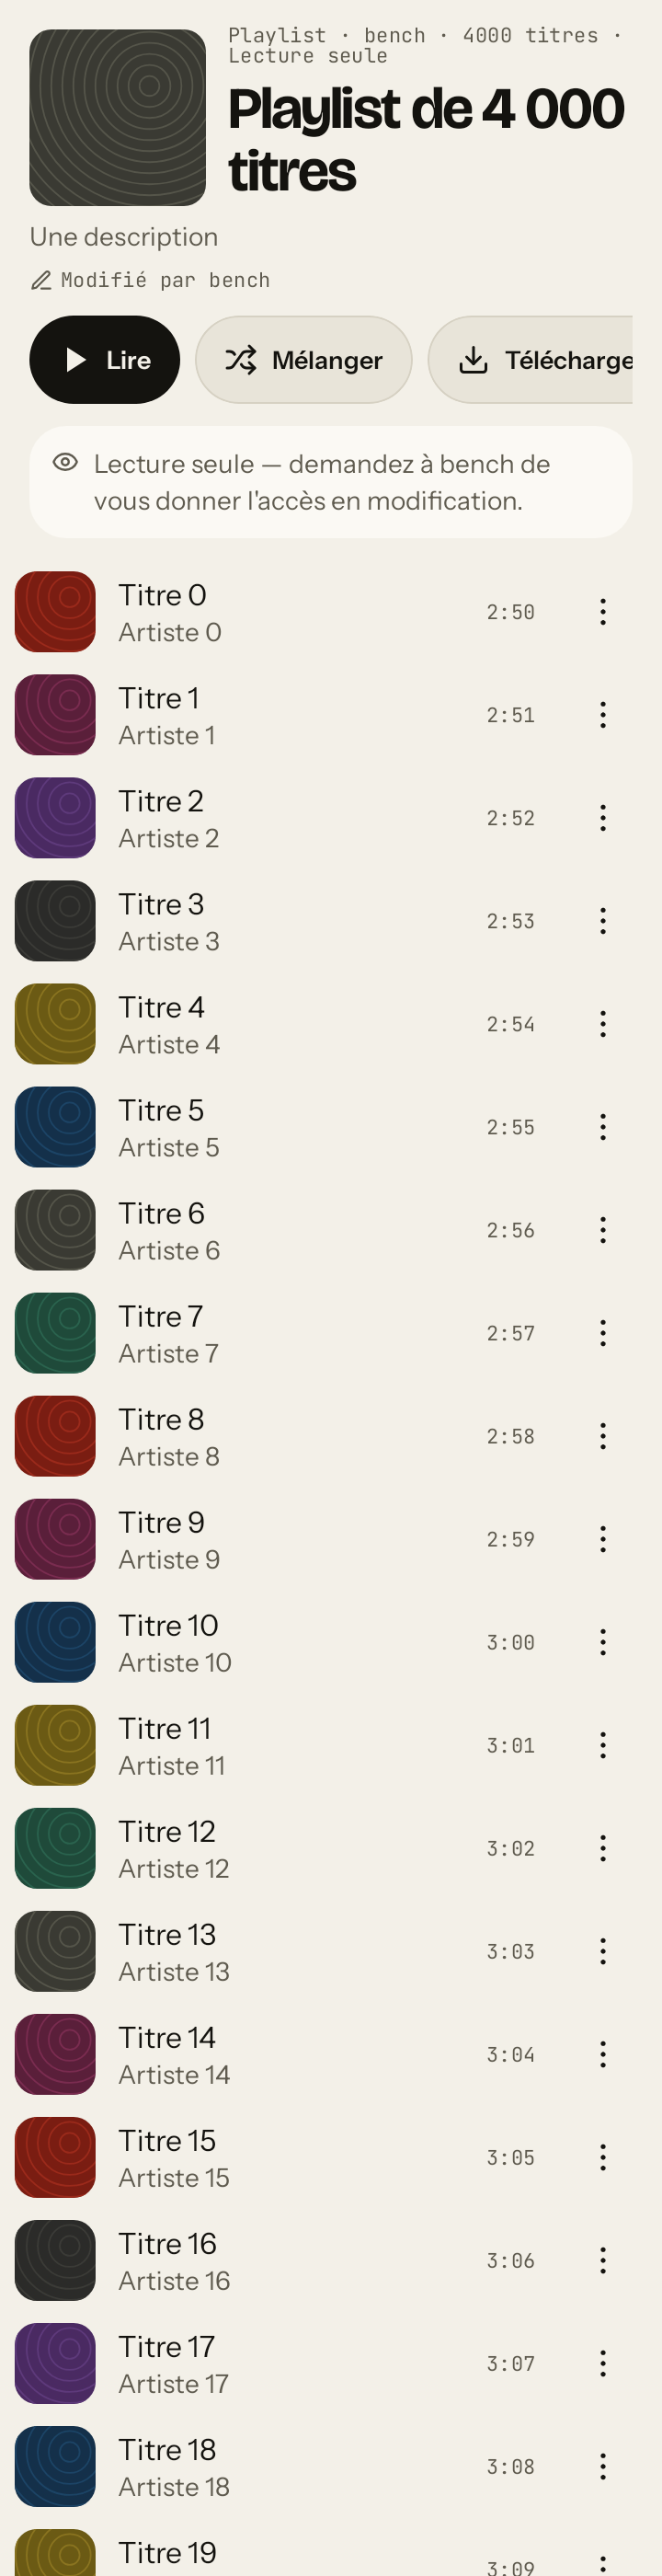 Playlist · bench · 4000 titres ·
Lecture seule
Playlist de 4 000
titres
Une description
Modifié par bench
Lire
Mélanger
Télécharge
Lecture seule — demandez à bench de
vous donner l'accès en modification.
Titre 0
Artiste 0
2:50
Titre 1
Artiste 1
2:51
Titre 2
Artiste 2
2:52
Titre 3
Artiste 3
2:53
Titre 4
Artiste 4
2:54
Titre 5
Artiste 5
2:55
Titre 6
Artiste 6
2:56
Titre 7
Artiste 7
2:57
Titre 8
Artiste 8
2:58
Titre 9
Artiste 9
2:59
Titre 10
Artiste 10
3:00
Titre 11
Artiste 11
3:01
Titre 12
Artiste 12
3:02
Titre 13
Artiste 13
3:03
Titre 14
Artiste 14
3:04
Titre 15
Artiste 15
3:05
Titre 16
Artiste 16
3:06
Titre 17
Artiste 17
3:07
Titre 18
Artiste 18
3:08
Titre 19
3:09